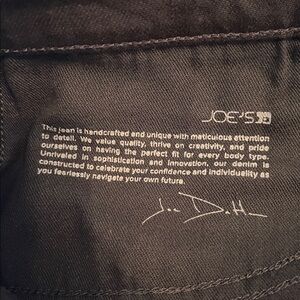 JOE'S
This jean is handcrafted and unique with meticulous attention
to detail. We value quality, thrive on creativity, and pride
ourselves on having the perfect fit for every body type.
Unrivaled in sophistication and innovation, our denim is
constructed to celebrate your confidence and individuality as
you fearlessly navigate your own future.
Joe